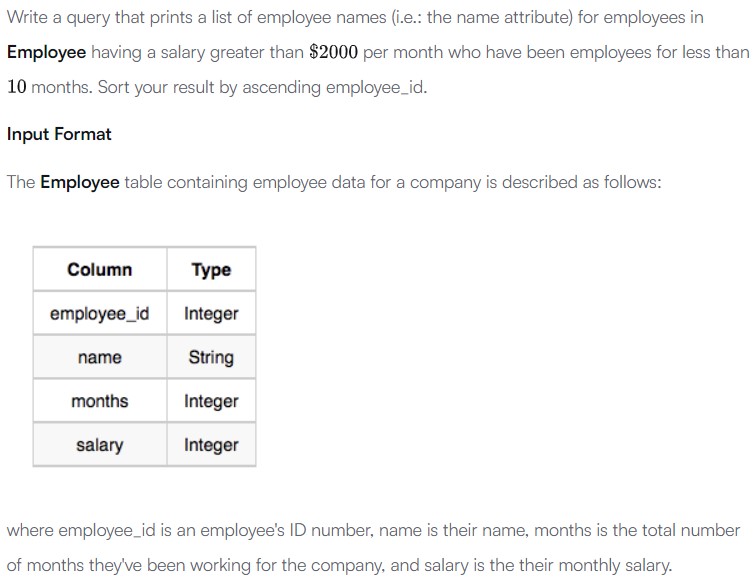 Write a query that prints a list of employee names (i.e.: the name attribute) for employees in
Employee having a salary greater than $2000 per month who have been employees for less than
10 months. Sort your result by ascending employee_id.
Input Format
The Employee table containing employee data for a company is described as follows:
Column Type
employee_id Integer
name String
months Integer
salary Integer
where employee_id is an employee's ID number, name is their name, months is the total number
of months they've been working for the company, and salary is the their monthly salary.